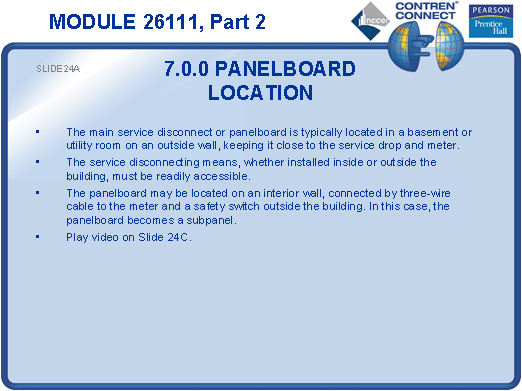 MODULE 26111, Part 2
nccer
CONTREN®
CONNECT
PEARSON
Prentice
Hall
SLIDE 24A
7.0.0 PANELBOARD
LOCATION
• The main service disconnect or panelboard is typically located in a basement or
utility room on an outside wall, keeping it close to the service drop and meter.
• The service disconnecting means, whether installed inside or outside the
building, must be readily accessible.
• The panelboard may be located on an interior wall, connected by three-wire
cable to the meter and a safety switch outside the building. In this case, the
panelboard becomes a subpanel.
• Play video on Slide 24C.